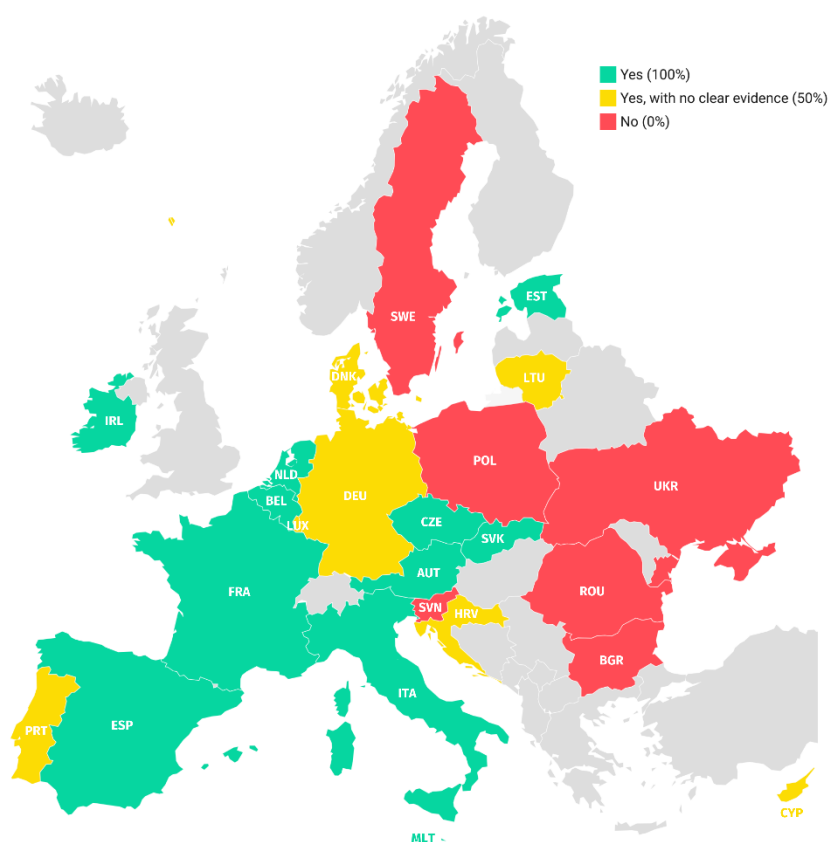 Yes (100%)
Yes, with no clear evidence (50%)
No (0%)
EST
SWE
DNK
LTU
IRL
POL
NLD
UKR
DEU
BEL
CZE
LUX
SVK
AUT
FRA
ROU
SVN
HRV
BGR
ITA
ESP
PRT
CYP
MLT